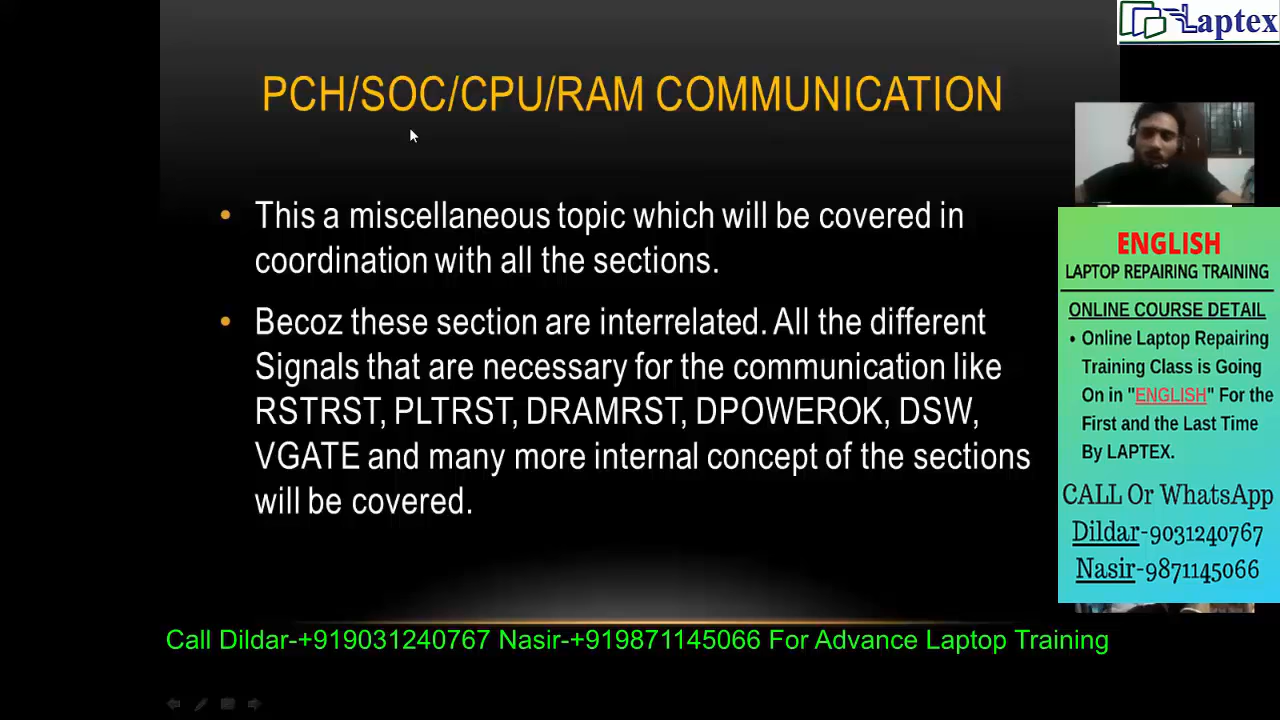 Laptex
PCH/SOC/CPU/RAM COMMUNICATION
• This a miscellaneous topic which will be covered in
coordination with all the sections.
• Becoz these section are interrelated. All the different
Signals that are necessary for the communication like
RSTRST, PLTRST, DRAMRST, DPOWEROK, DSW,
VGATE and many more internal concept of the sections
will be covered.
ENGLISH
LAPTOP REPAIRING TRAINING
ONLINE COURSE DETAIL
• Online Laptop Repairing
Training Class is Going
On in "ENGLISH" For the
First and the Last Time
By LAPTEX.
CALL Or WhatsApp
Dildar-9031240767
Nasir-9871145066
Call Dildar-+919031240767 Nasir-+919871145066 For Advance Laptop Training